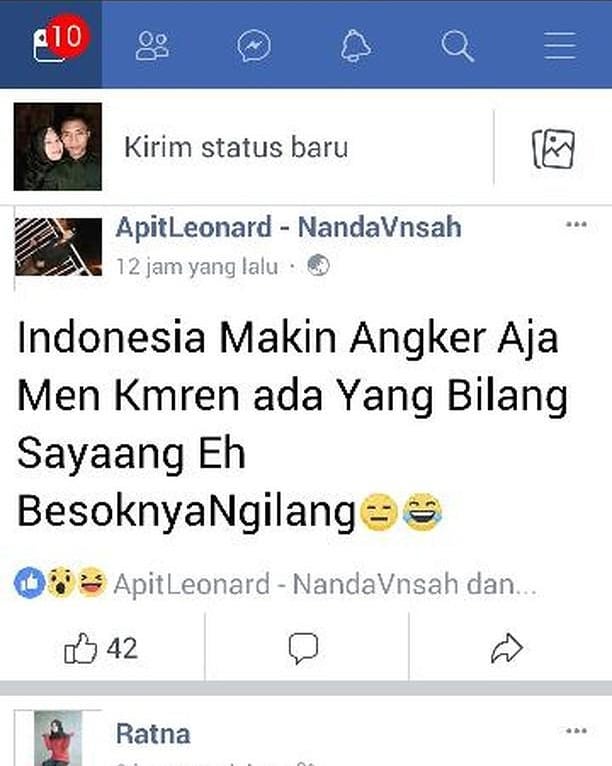 10
Kirim status baru
ApitLeonard - NandaVnsah
12 jam yang lalu ·
Indonesia Makin Angker Aja
Men Kmren ada Yang Bilang
Sayaang Eh
BesoknyaNgilang😑😂
ApitLeonard - NandaVnsah dan...
42
Ratna